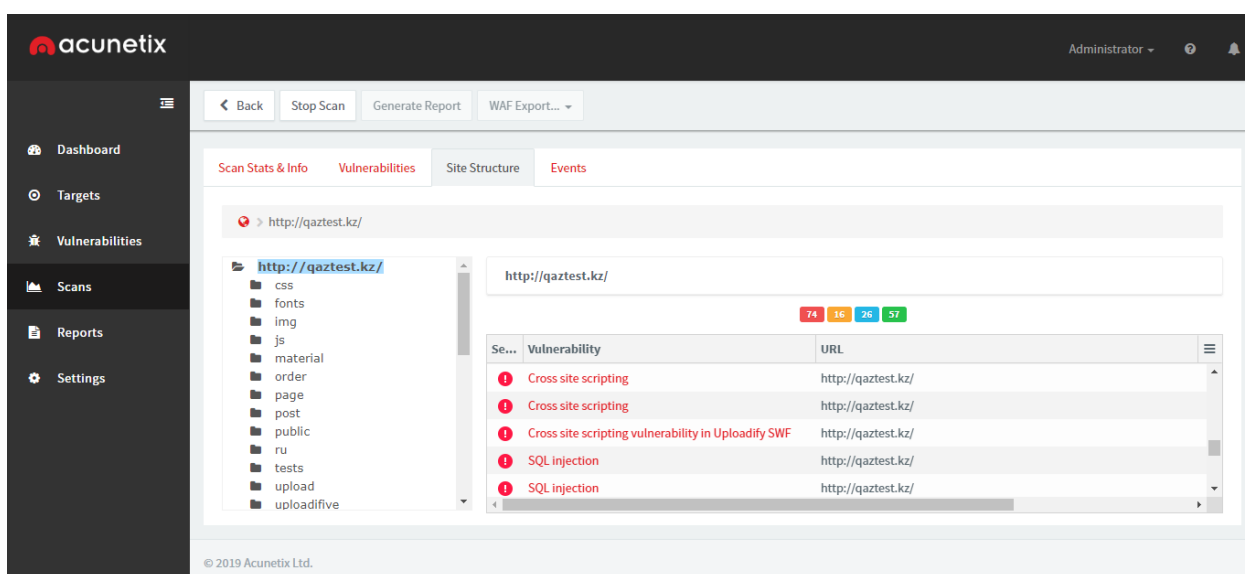 acunetix
Administrator
Back Stop Scan Generate Report WAF Export...
Dashboard
Targets
Vulnerabilities
Scans
Reports
Settings
Scan Stats & Info Vulnerabilities Site Structure Events
> http://qaztest.kz/
http://qaztest.kz/
css
fonts
img
js
material
order
page
post
public
ru
tests
upload
uploadifive
http://qaztest.kz/
74 16 26 57
Se... Vulnerability URL
Cross site scripting http://qaztest.kz/
Cross site scripting http://qaztest.kz/
Cross site scripting vulnerability in Uploadify SWF http://qaztest.kz/
SQL injection http://qaztest.kz/
SQL injection http://qaztest.kz/
© 2019 Acunetix Ltd.